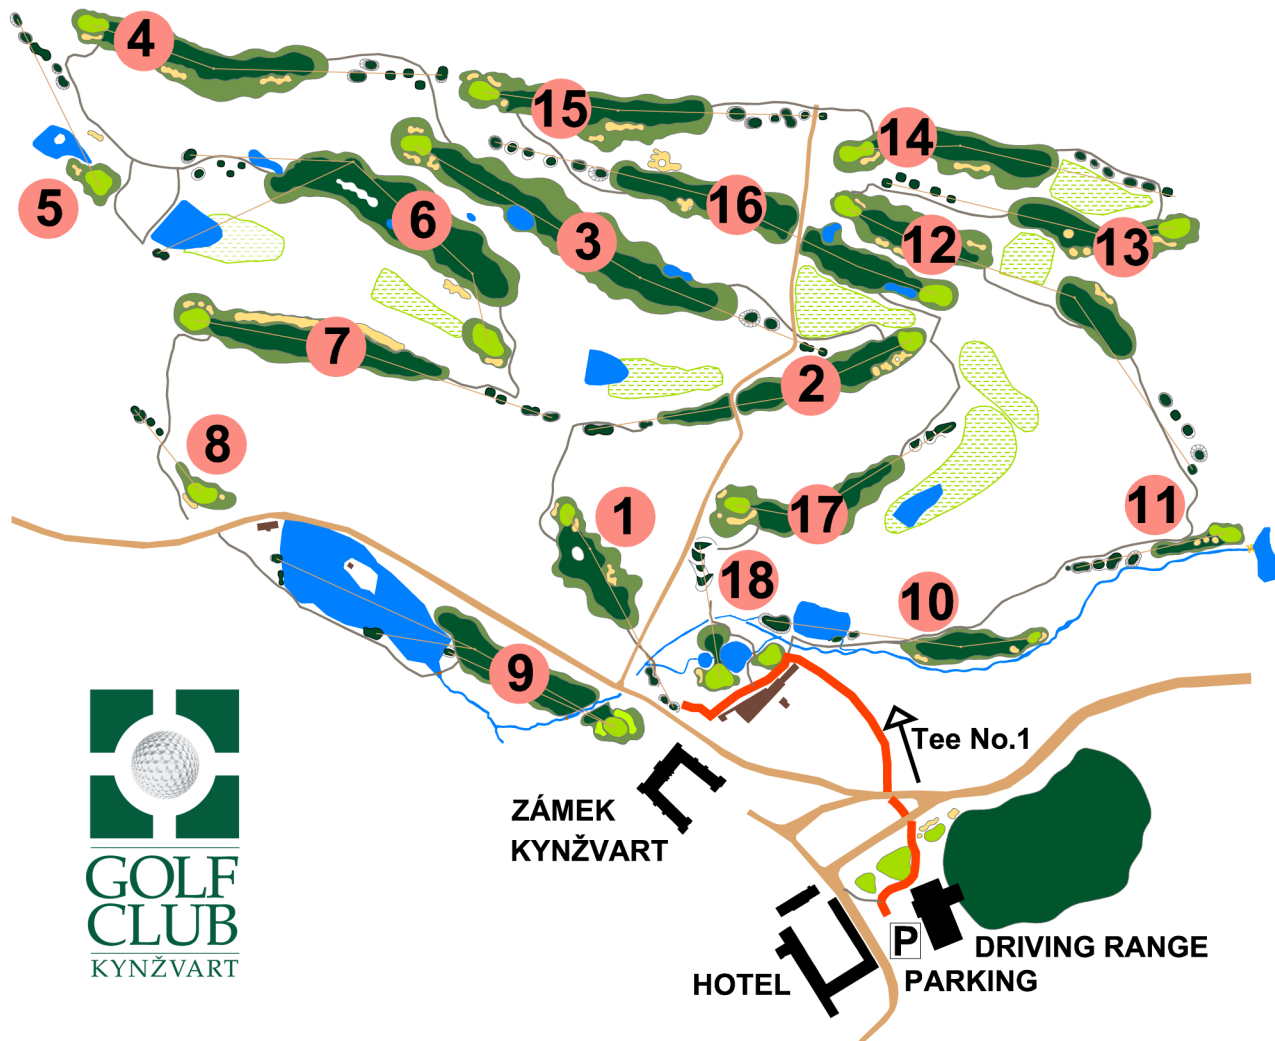 4
15
14
5
6
3
16
12
13
7
2
8
1
17
11
18
10
9
Tee No.1
ZÁMEK
KYNŽVART
GOLF
CLUB
KYNŽVART
P
DRIVING RANGE
HOTEL
PARKING